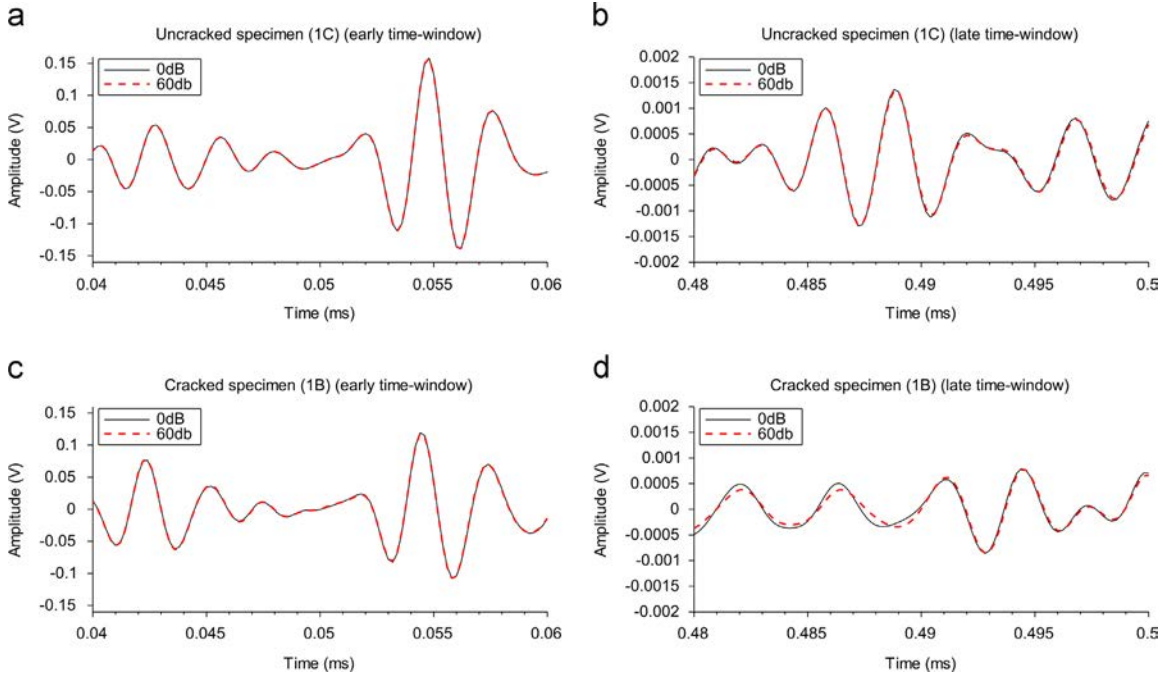 a
Uncracked specimen (1C) (early time-window)
0dB
60db
0.15
0.1
0.05
0
-0.05
-0.1
-0.15
Amplitude (V)
0.04 0.045 0.05 0.055 0.06
Time (ms)
b
Uncracked specimen (1C) (late time-window)
0dB
60db
0.002
0.0015
0.001
0.0005
0
-0.0005
-0.001
-0.0015
-0.002
Amplitude (V)
0.48 0.485 0.49 0.495 0.5
Time (ms)
c
Cracked specimen (1B) (early time-window)
0dB
60db
0.15
0.1
0.05
0
-0.05
-0.1
-0.15
Amplitude (V)
0.04 0.045 0.05 0.055 0.06
Time (ms)
d
Cracked specimen (1B) (late time-window)
0dB
60db
0.002
0.0015
0.001
0.0005
0
-0.0005
-0.001
-0.0015
-0.002
Amplitude (V)
0.48 0.485 0.49 0.495 0.5
Time (ms)